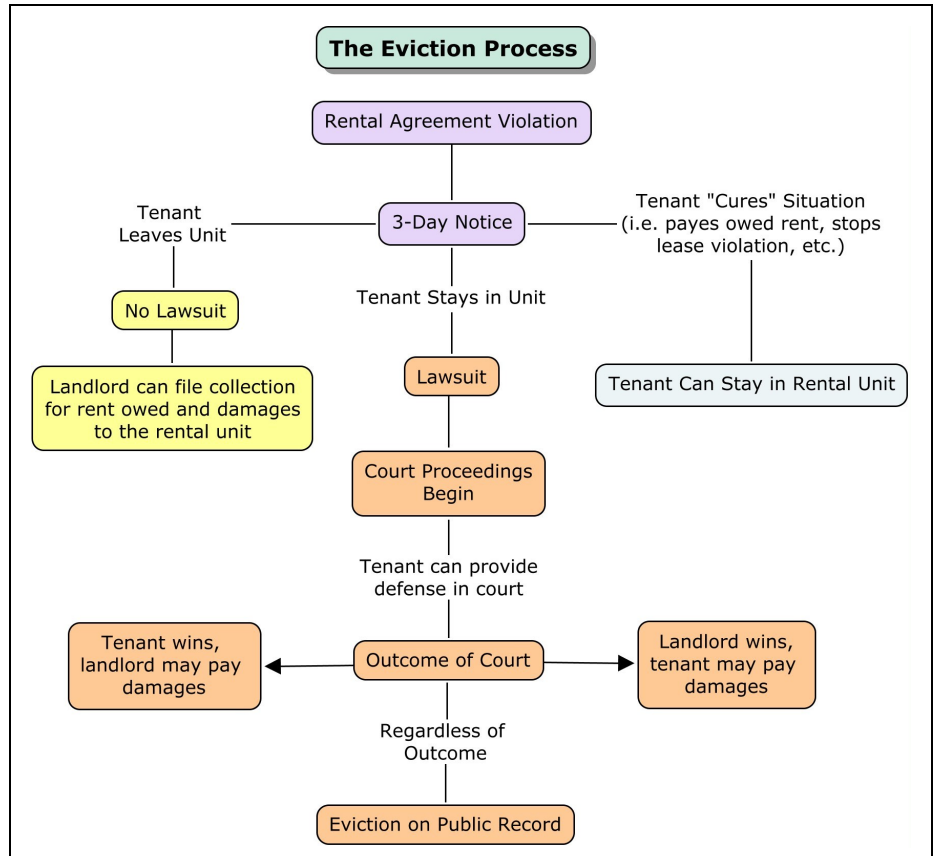 The Eviction Process
Rental Agreement Violation
Tenant
Leaves Unit
3-Day Notice
Tenant "Cures" Situation
(i.e. payes owed rent, stops
lease violation, etc.)
No Lawsuit
Tenant Stays in Unit
Landlord can file collection
for rent owed and damages
to the rental unit
Lawsuit
Tenant Can Stay in Rental Unit
Court Proceedings
Begin
Tenant can provide
defense in court
Tenant wins,
landlord may pay
damages
Outcome of Court
Landlord wins,
tenant may pay
damages
Regardless of
Outcome
Eviction on Public Record